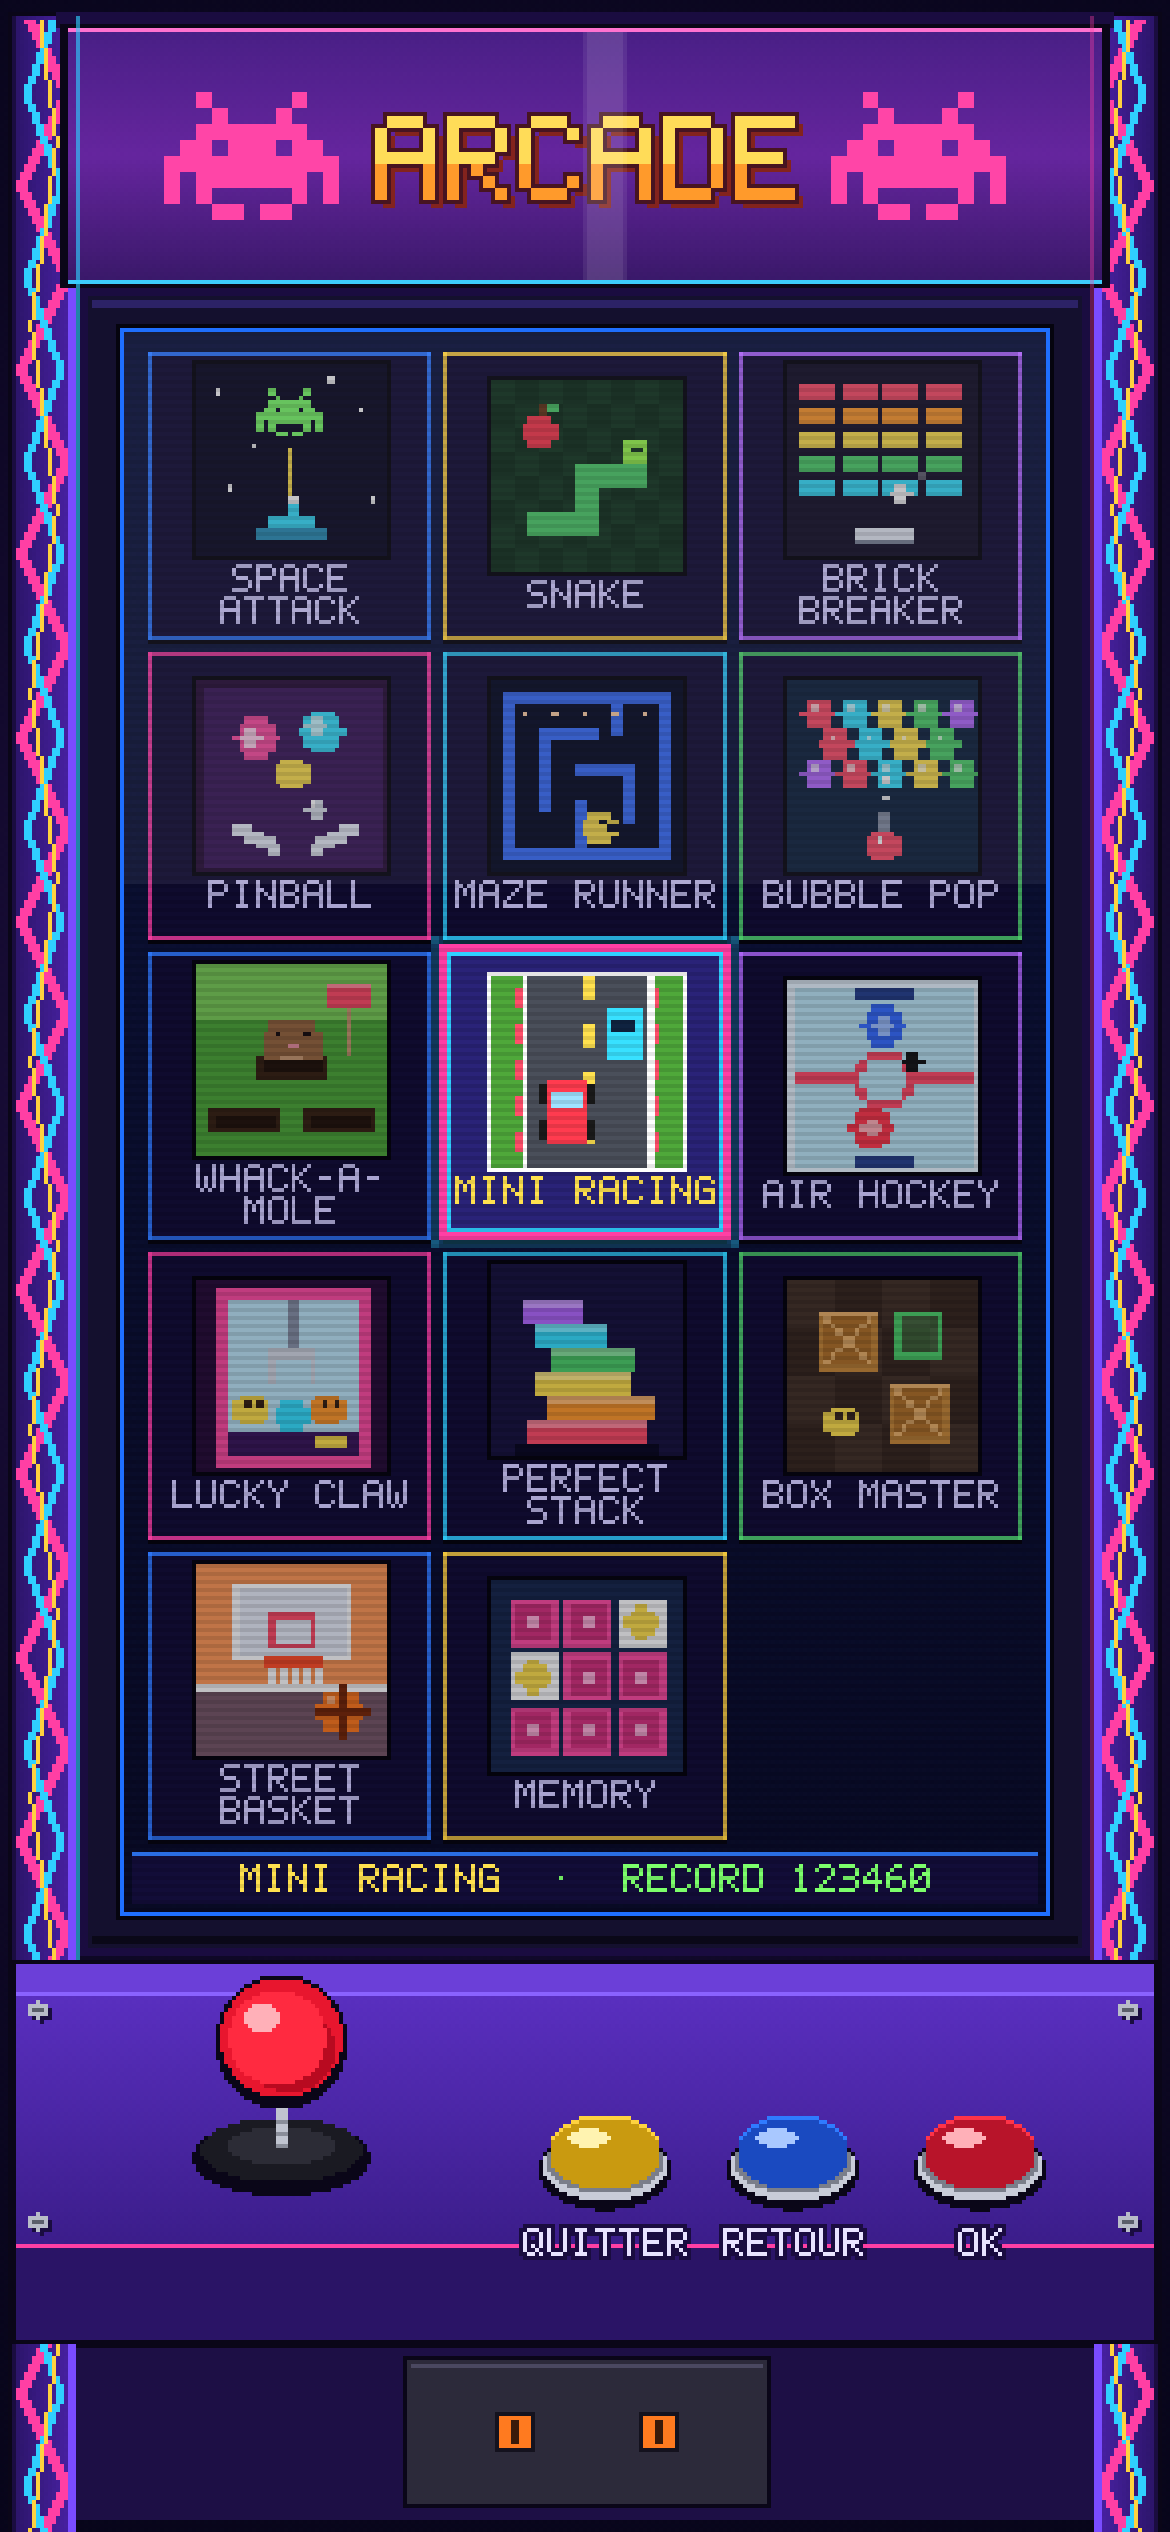 ARCADE
SPACE
ATTACK
SNAKE
BRICK
BREAKER
PINBALL
MAZE RUNNER
BUBBLE POP
WHACK-A-
MOLE
MINI RACING
AIR HOCKEY
LUCKY CLAW
PERFECT
STACK
BOX MASTER
STREET
BASKET
MEMORY
MINI RACING · RECORD 123460
QUITTER RETOUR OK